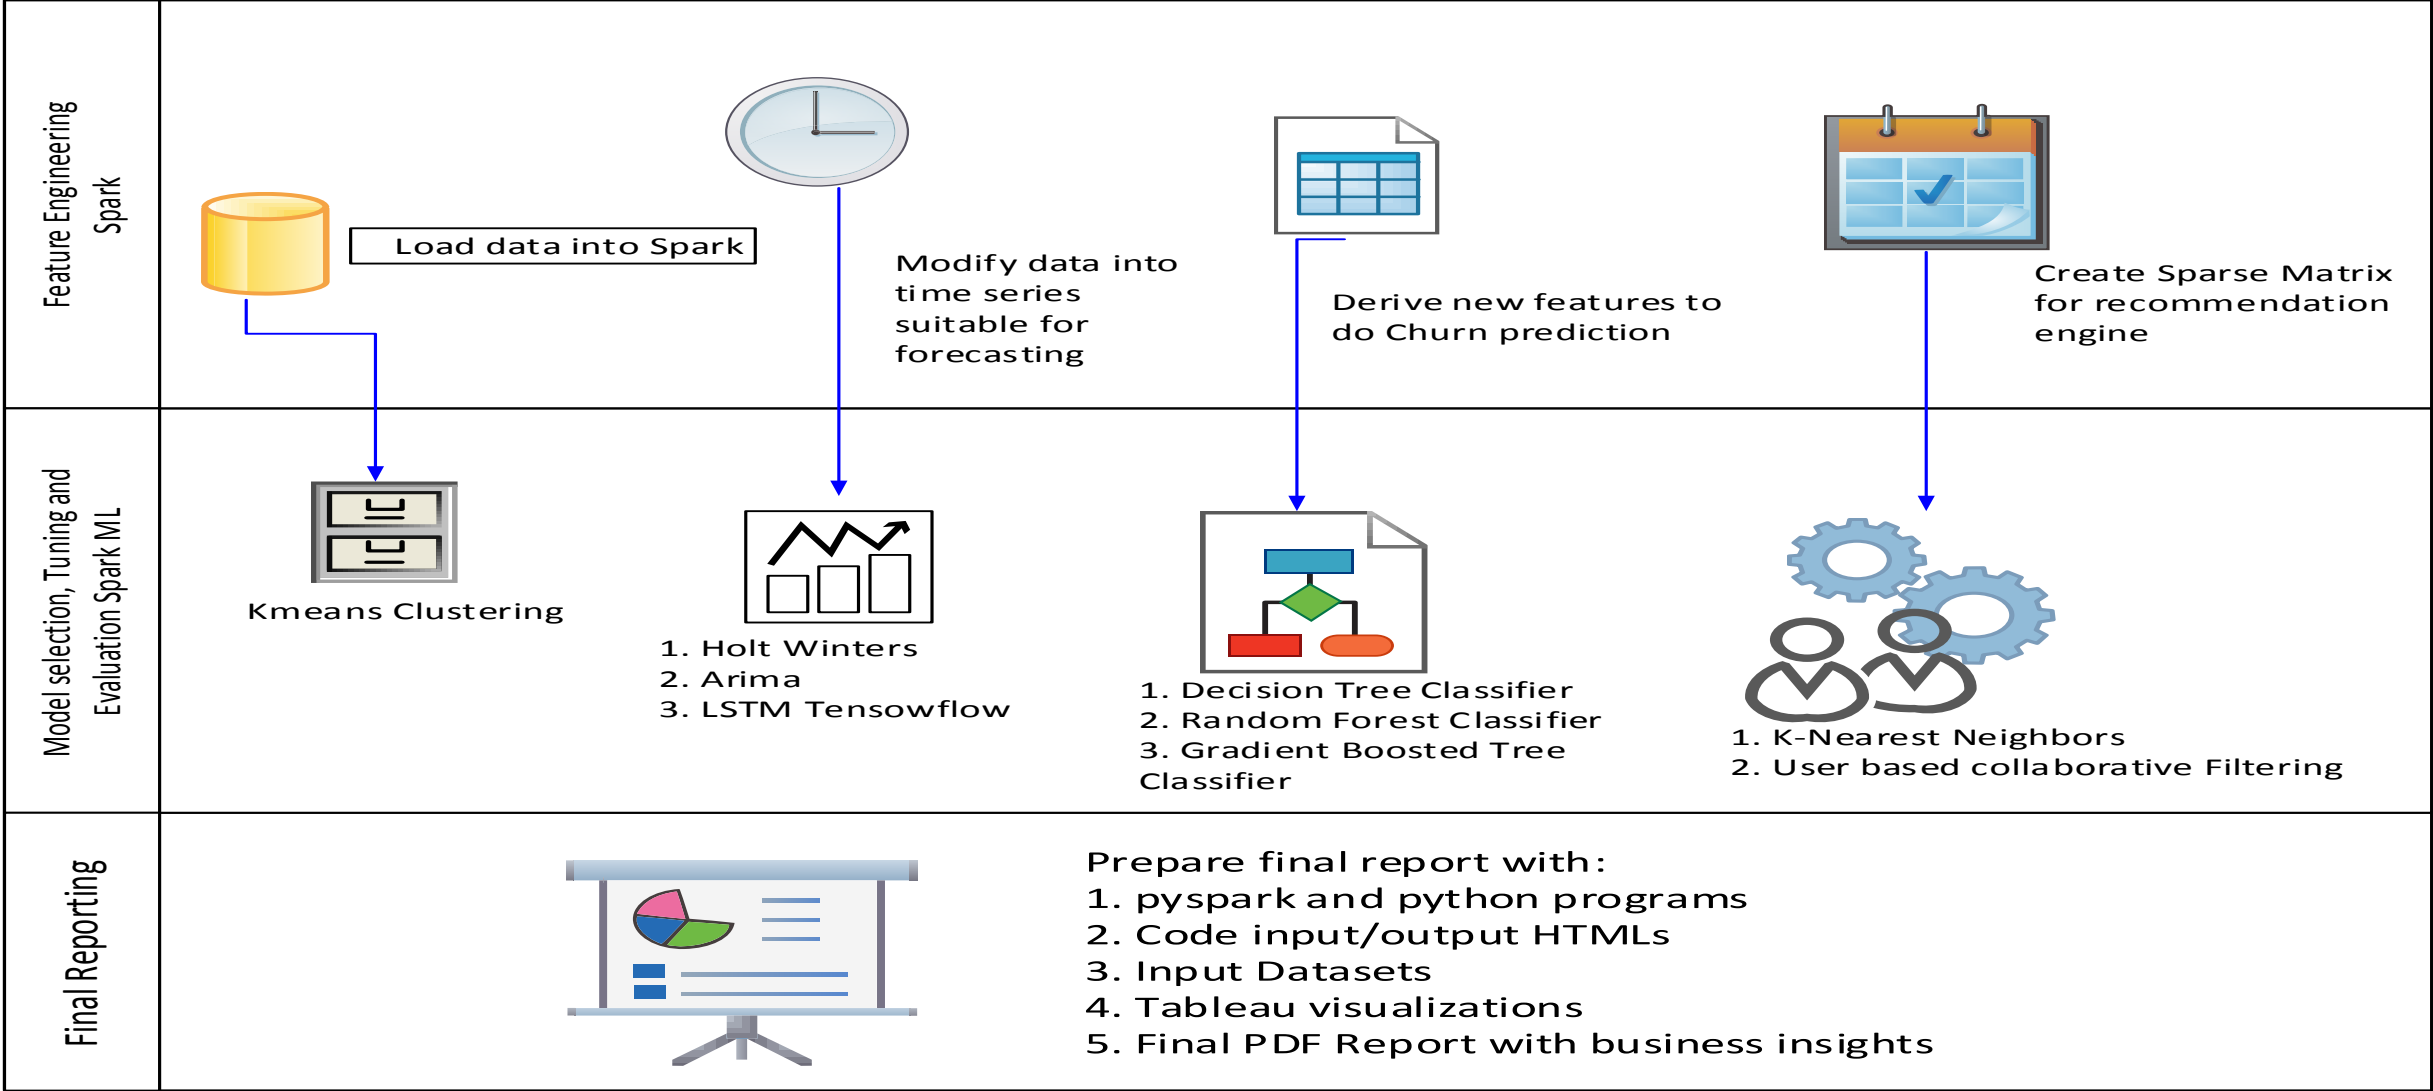 Feature Engineering
Spark
Load data into Spark
Modify data into
time series
suitable for
forecasting
Derive new features to
do Churn prediction
Create Sparse Matrix
for recommendation
engine
Model selection, Tuning and
Evaluation Spark ML
Kmeans Clustering
1. Holt Winters
2. Arima
3. LSTM Tensowflow
1. Decision Tree Classifier
2. Random Forest Classifier
3. Gradient Boosted Tree
Classifier
1. K-Nearest Neighbors
2. User based collaborative Filtering
Final Reporting
Prepare final report with:
1. pyspark and python programs
2. Code input/output HTMLs
3. Input Datasets
4. Tableau visualizations
5. Final PDF Report with business insights